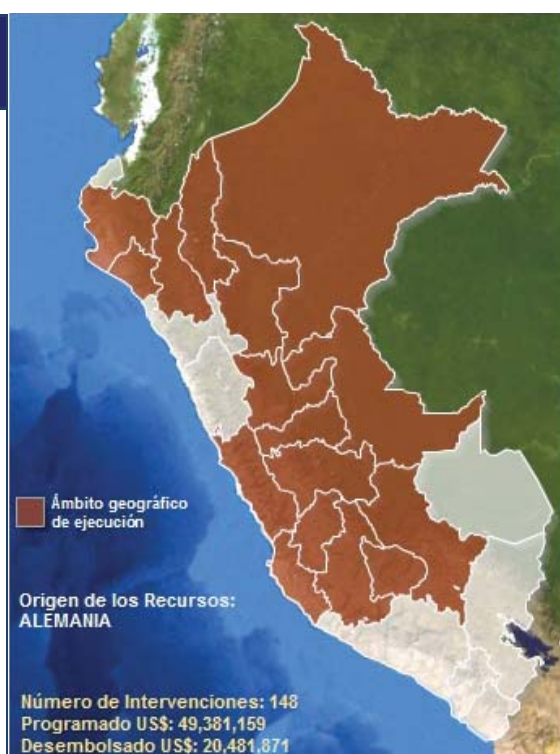 Ámbito geográfico
de ejecución
Origen de los Recursos:
ALEMANIA
Número de Intervenciones: 148
Programado US$: 49,381,159
Desembolsado US$: 20,481,871